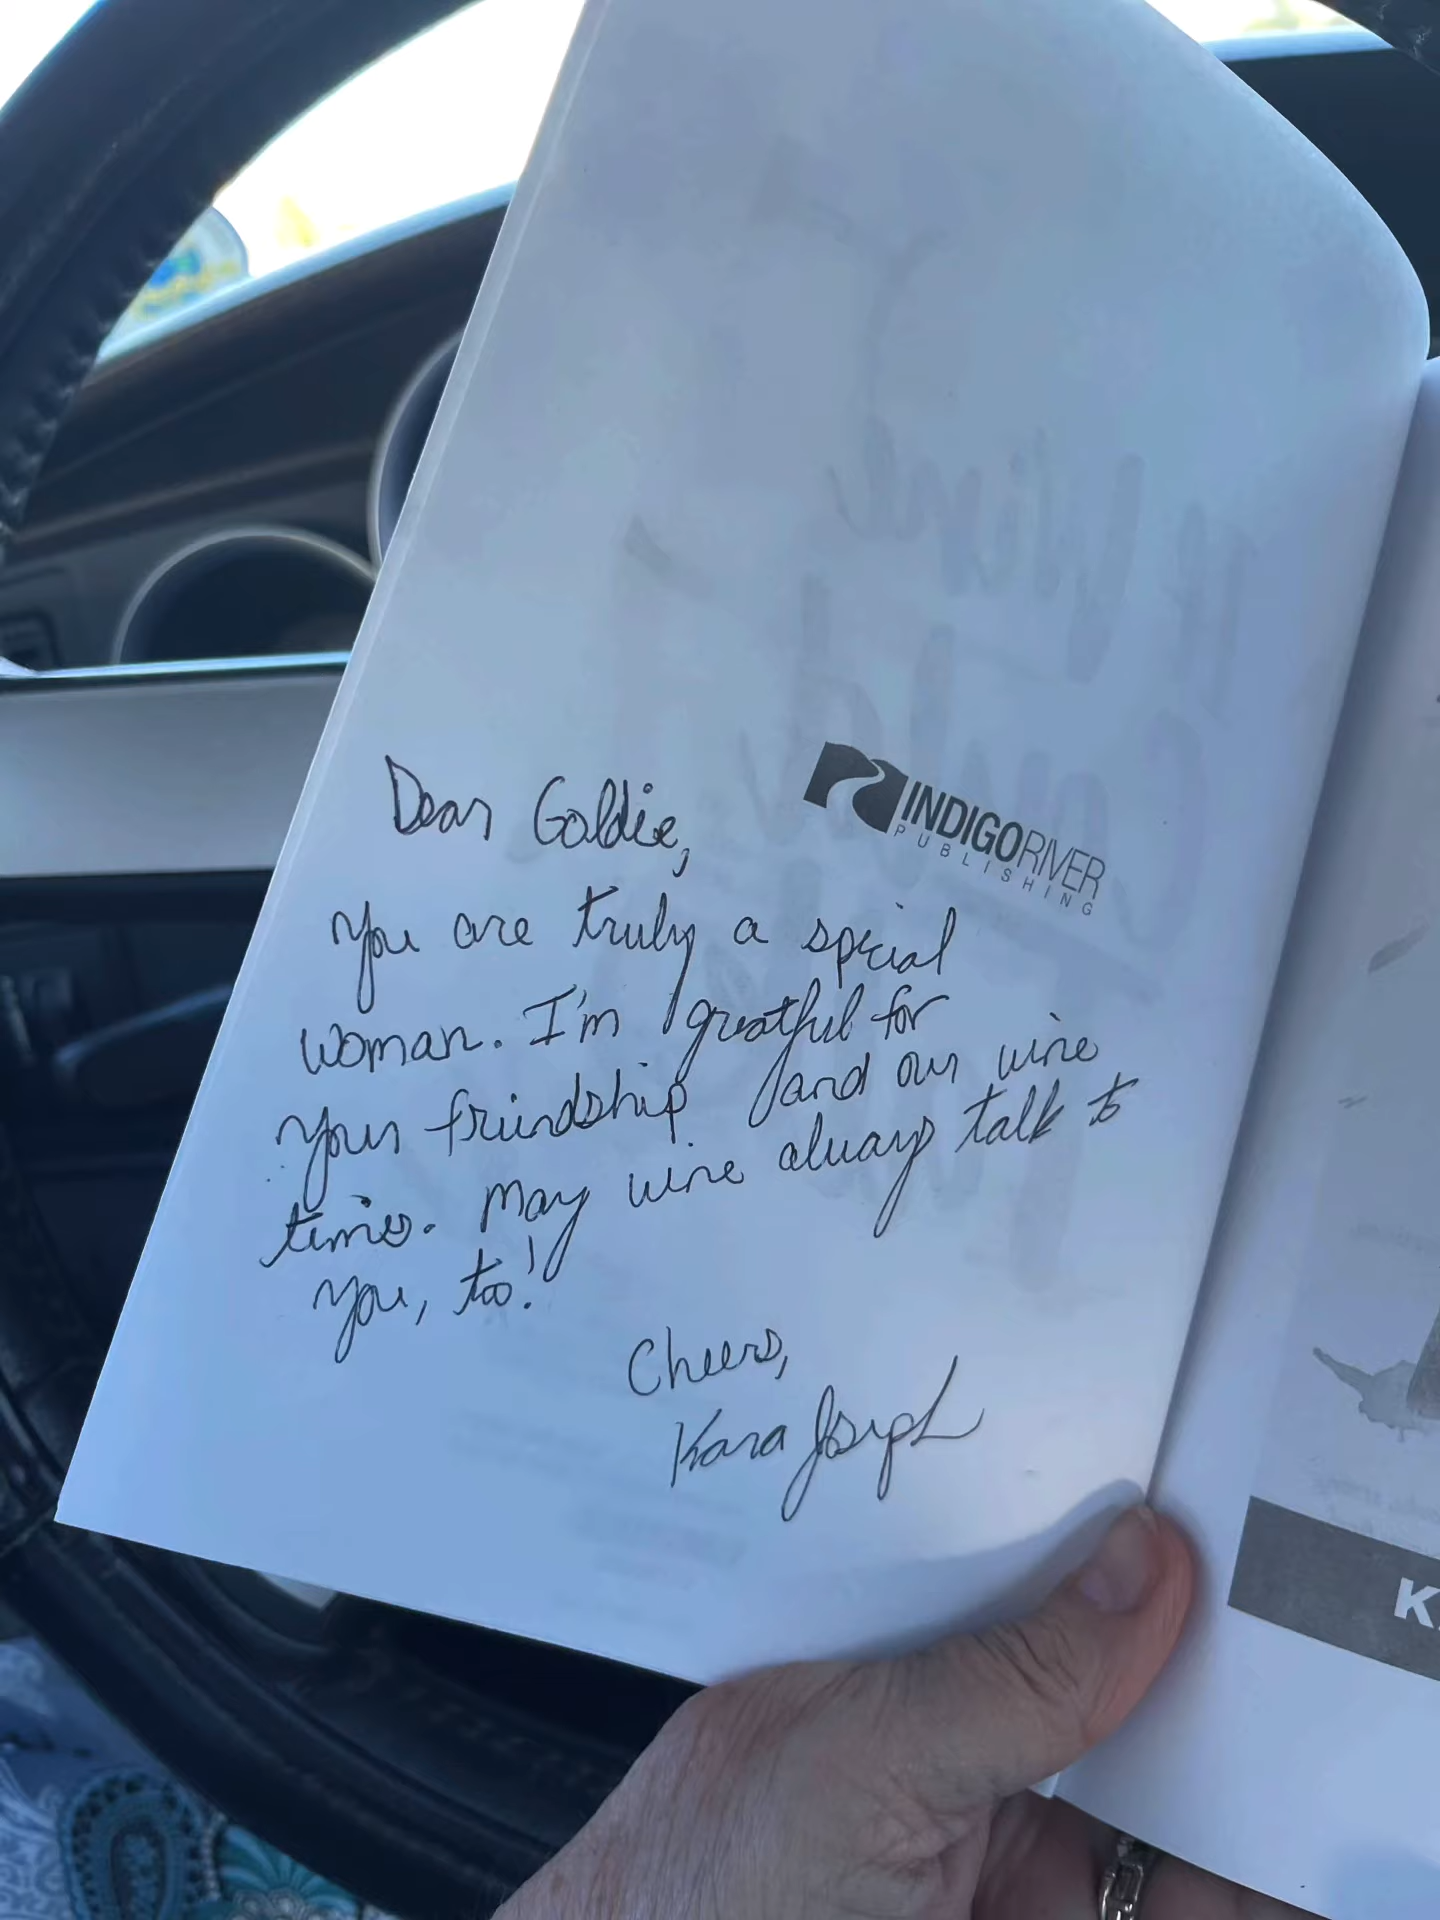 INDIGORIVER
PUBLISHING
Dear Goldie,
You are truly a special
woman. I'm greatful for
your friendship and our wine
times. May wine always talk to
you, too!
Cheers,
Kara Joseph
K